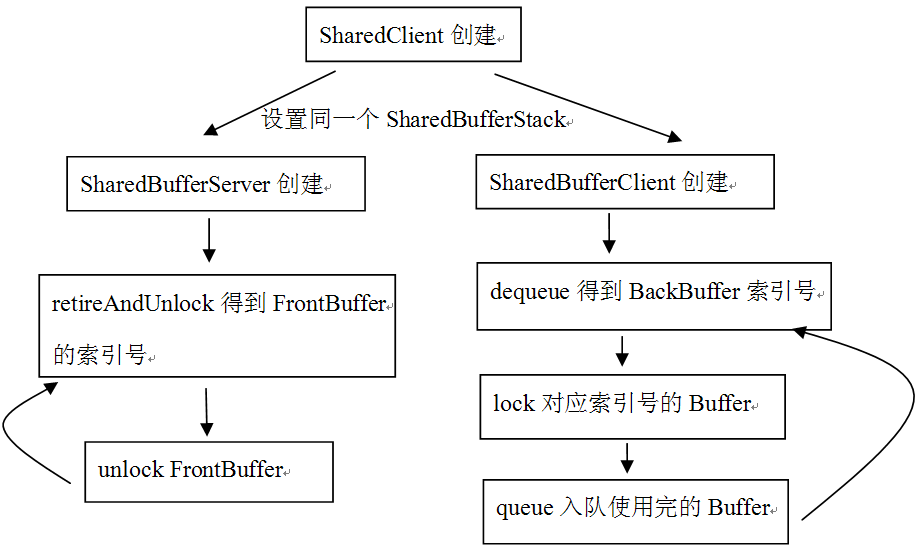 SharedClient 创建
设置同一个 SharedBufferStack
SharedBufferServer 创建
SharedBufferClient 创建
retireAndLock 得到 FrontBuffer
的索引号
dequeue 得到 BackBuffer 索引号
lock 对应索引号的 Buffer
unlock FrontBuffer
queue 入队使用完的 Buffer